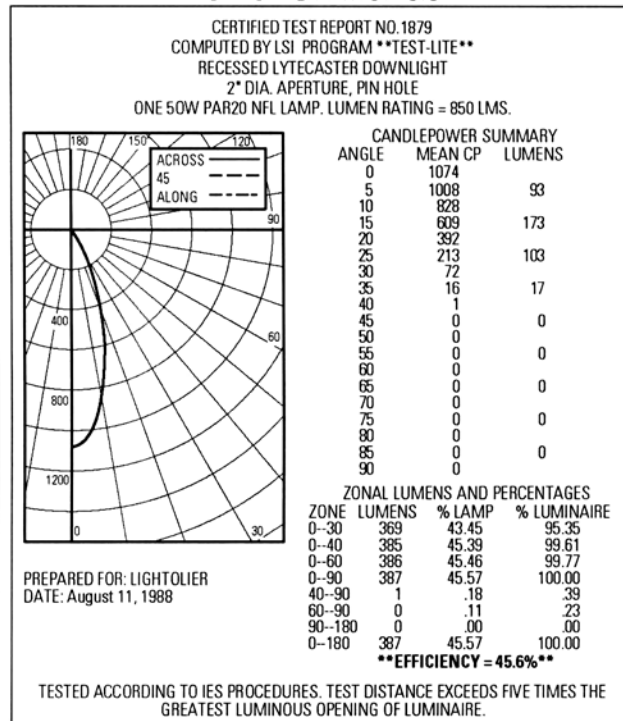 CERTIFIED TEST REPORT NO.1879
COMPUTED BY LSI PROGRAM **TEST-LITE**
RECESSED LYTECASTER DOWNLIGHT
2" DIA. APERTURE, PIN HOLE
ONE 50W PAR20 NFL LAMP. LUMEN RATING = 850 LMS.
180 150 120
ACROSS
45
ALONG
90
400
60
800
1200
0 30
PREPARED FOR: LIGHTOLIER
DATE: August 11, 1988
CANDLEPOWER SUMMARY
ANGLE MEAN CP LUMENS
0 1074
5 1008 93
10 828
15 609 173
20 392
25 213 103
30 72
35 16 17
40 1
45 0 0
50 0
55 0 0
60 0
65 0 0
70 0
75 0 0
80 0
85 0 0
90 0
ZONAL LUMENS AND PERCENTAGES
ZONE LUMENS % LAMP % LUMINAIRE
0--30 369 43.45 95.35
0--40 385 45.39 99.61
0--60 386 45.46 99.77
0--90 387 45.57 100.00
40--90 1 .18 .39
60--90 0 .11 .23
90--180 0 .00 .00
0--180 387 45.57 100.00
**EFFICIENCY = 45.6%**
TESTED ACCORDING TO IES PROCEDURES. TEST DISTANCE EXCEEDS FIVE TIMES THE
GREATEST LUMINOUS OPENING OF LUMINAIRE.